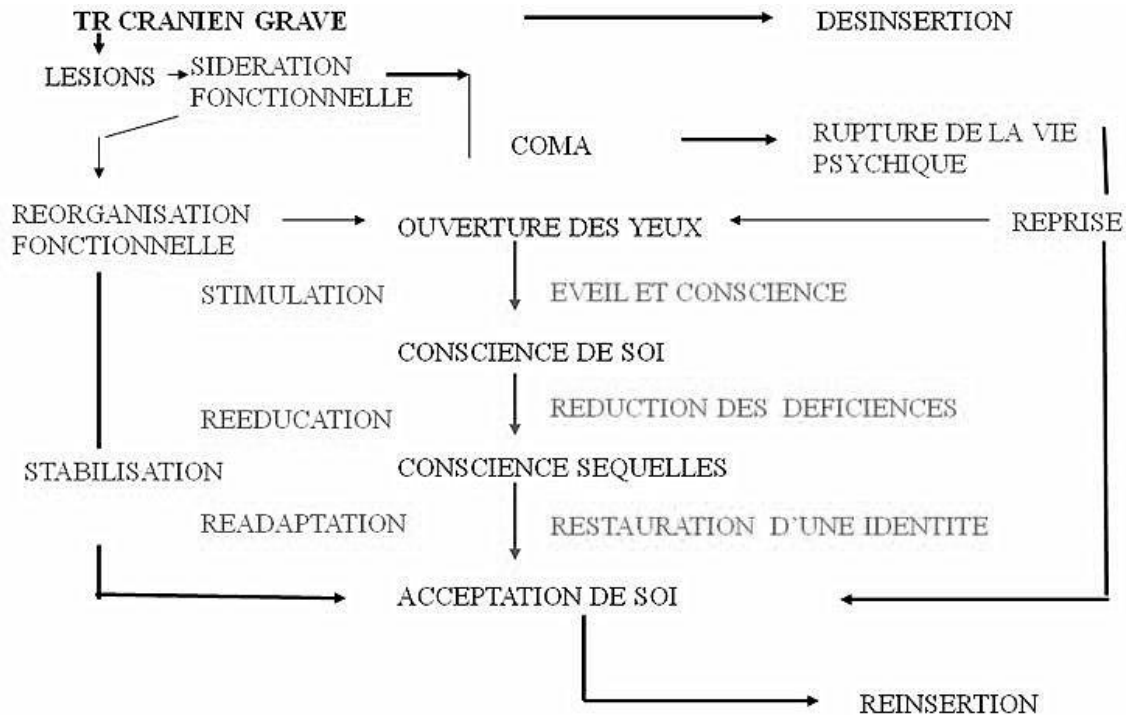 TR CRANIEN GRAVE
DESINSERTION
LESIONS
SIDERATION
FONCTIONNELLE
COMA
RUPTURE DE LA VIE
PSYCHIQUE
REORGANISATION
FONCTIONNELLE
OUVERTURE DES YEUX
REPRISE
STIMULATION
EVEIL ET CONSCIENCE
CONSCIENCE DE SOI
REEDUCATION
REDUCTION DES DEFICIENCES
STABILISATION
CONSCIENCE SEQUELLES
READAPTATION
RESTAURATION D'UNE IDENTITE
ACCEPTATION DE SOI
REINSERTION